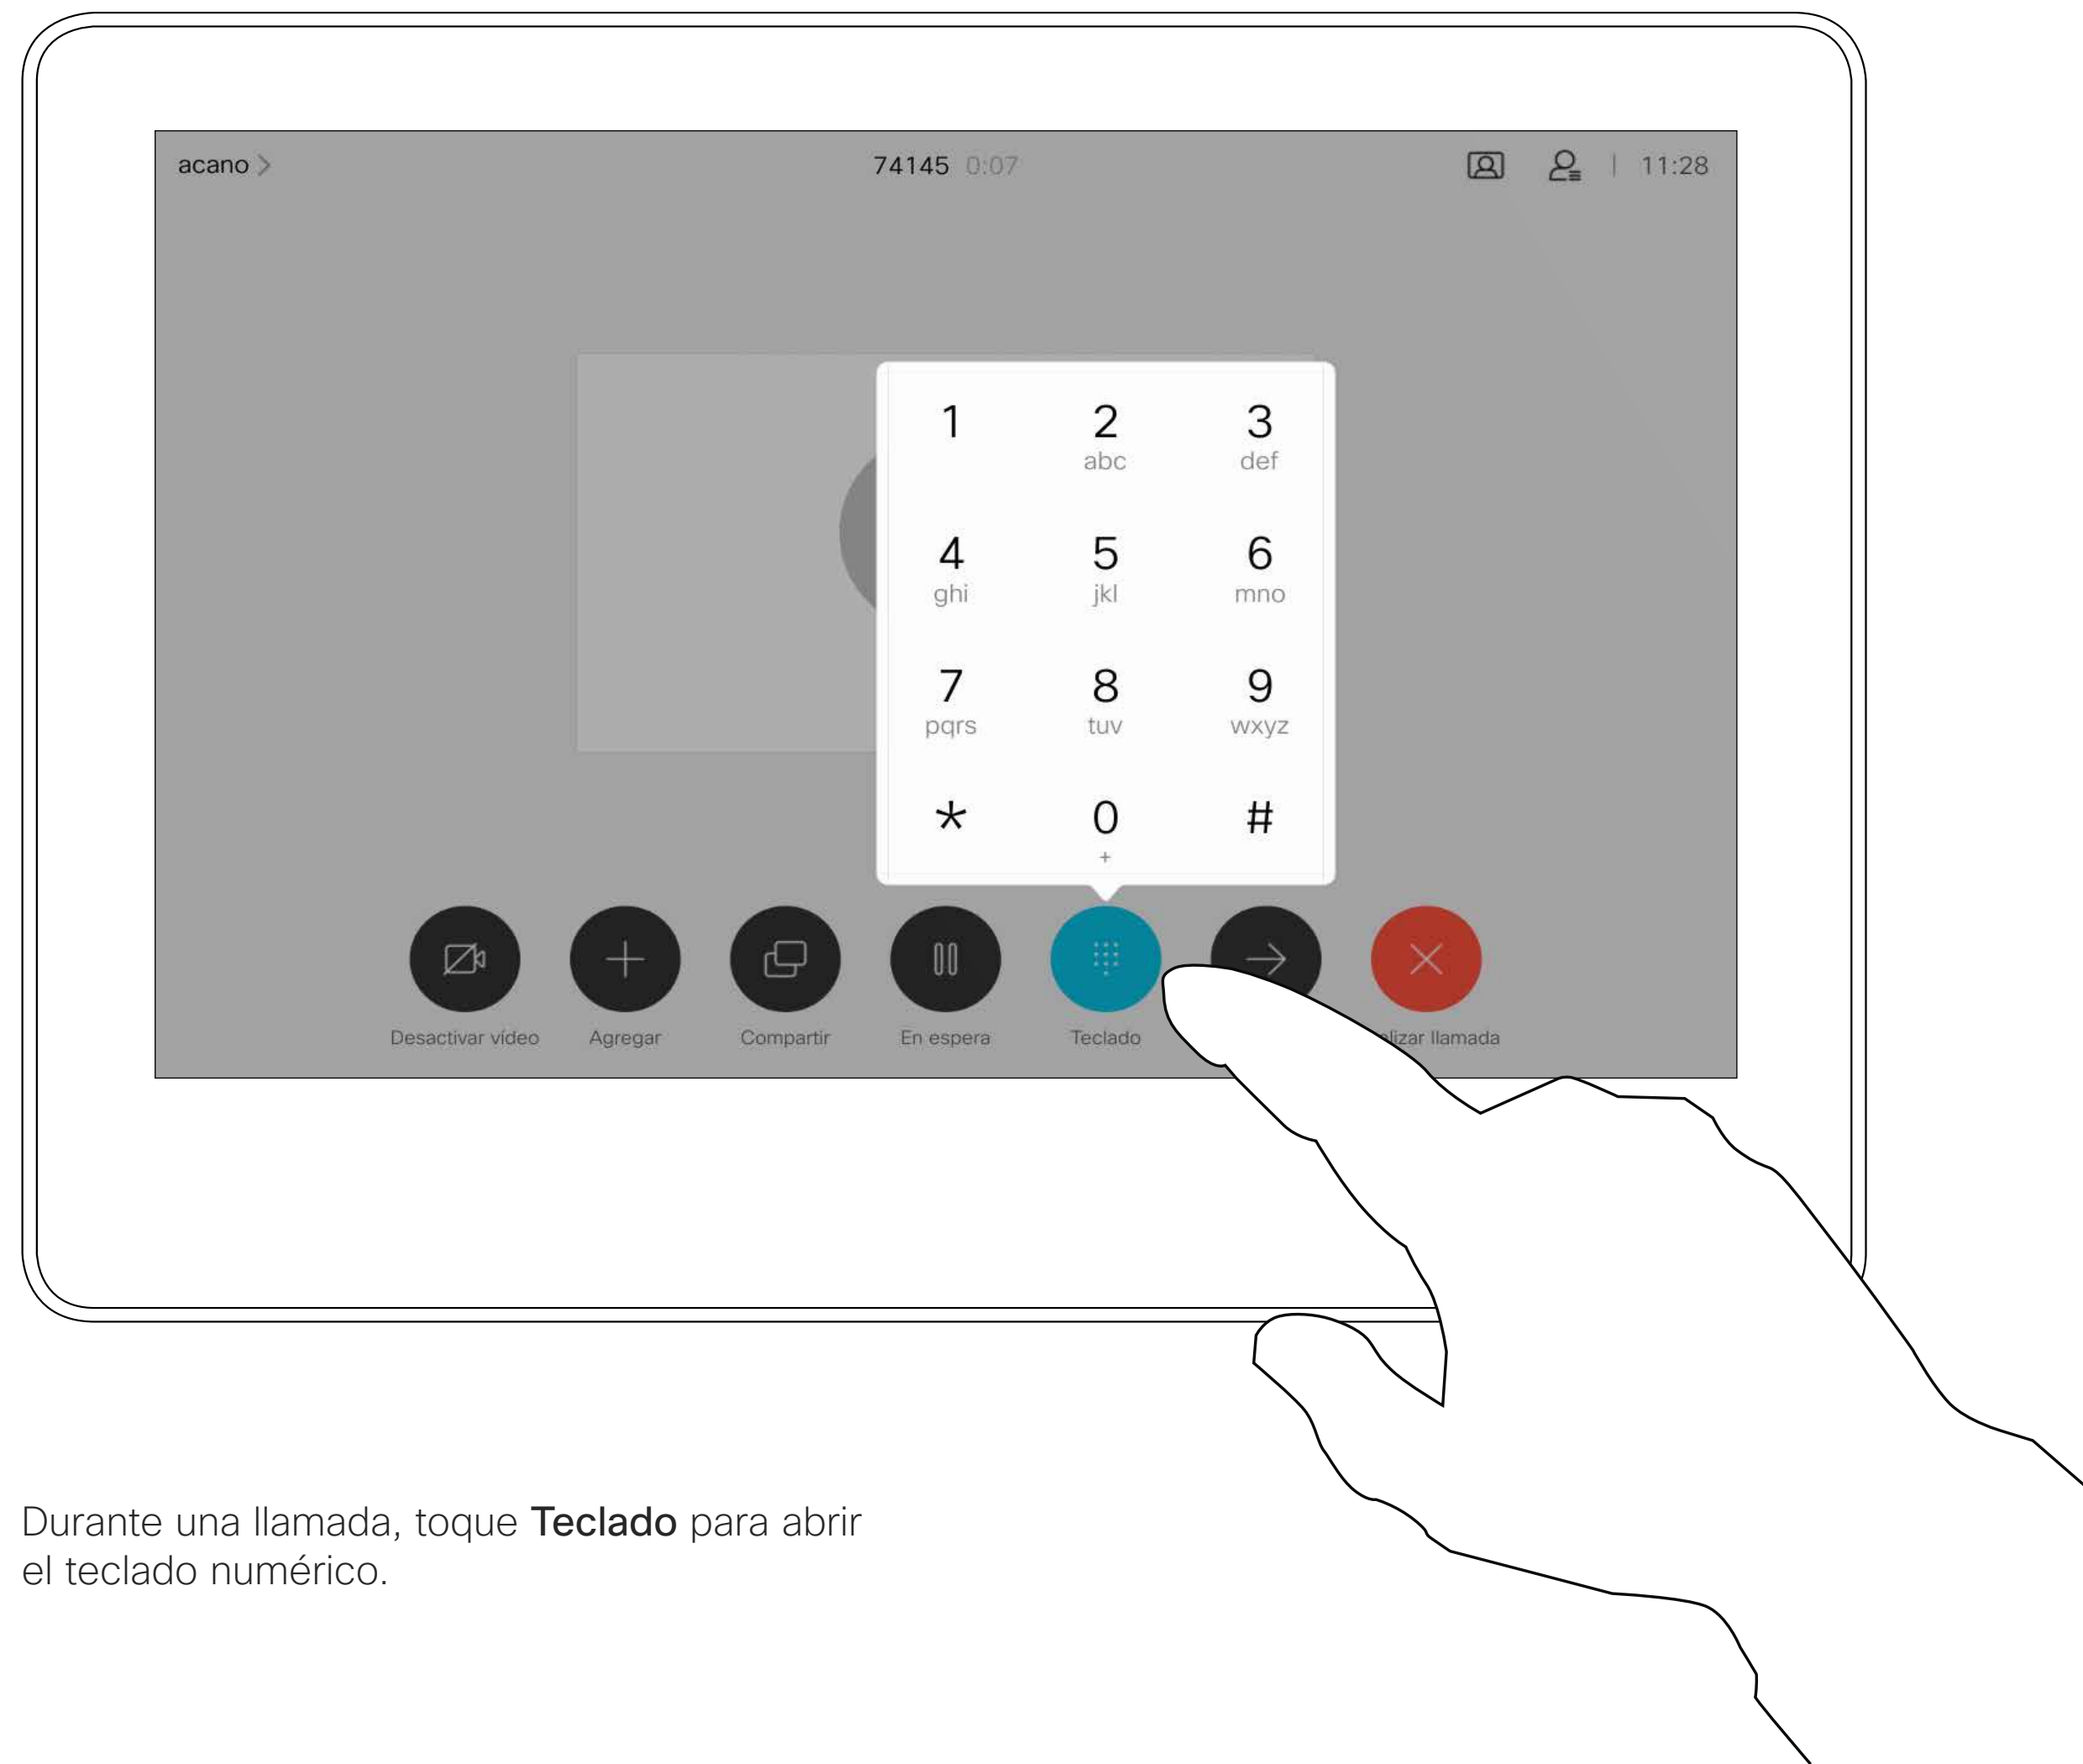 acano
74145 0:07
11:28
1 2 3
abc def
4 5 6
ghi jkl mno
7 8 9
pqrs tuv wxyz
* 0 #
+
Desactivar vídeo Agregar Compartir En espera Teclado llamada
Durante una llamada, toque Teclado para abrir
el teclado numérico.